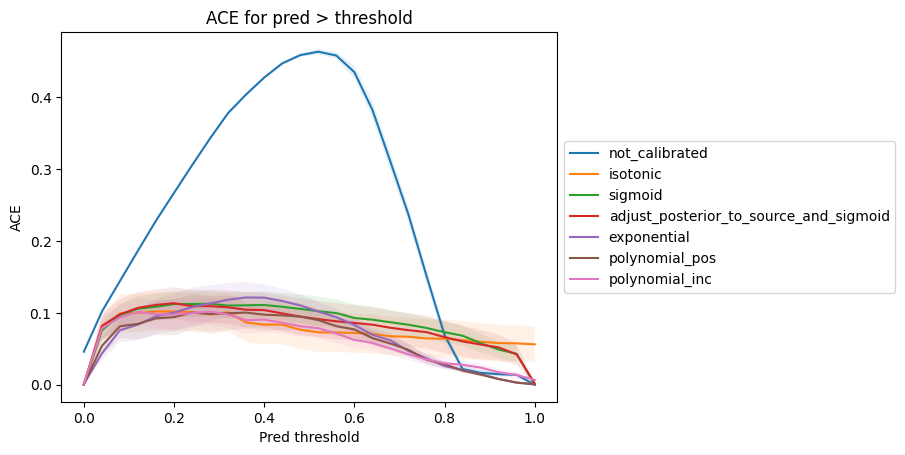 ACE for pred > threshold
ACE
0.4
0.3
0.2
0.1
0.0
0.0 0.2 0.4 0.6 0.8 1.0
Pred threshold
not_calibrated
isotonic
sigmoid
adjust_posterior_to_source_and_sigmoid
exponential
polynomial_pos
polynomial_inc